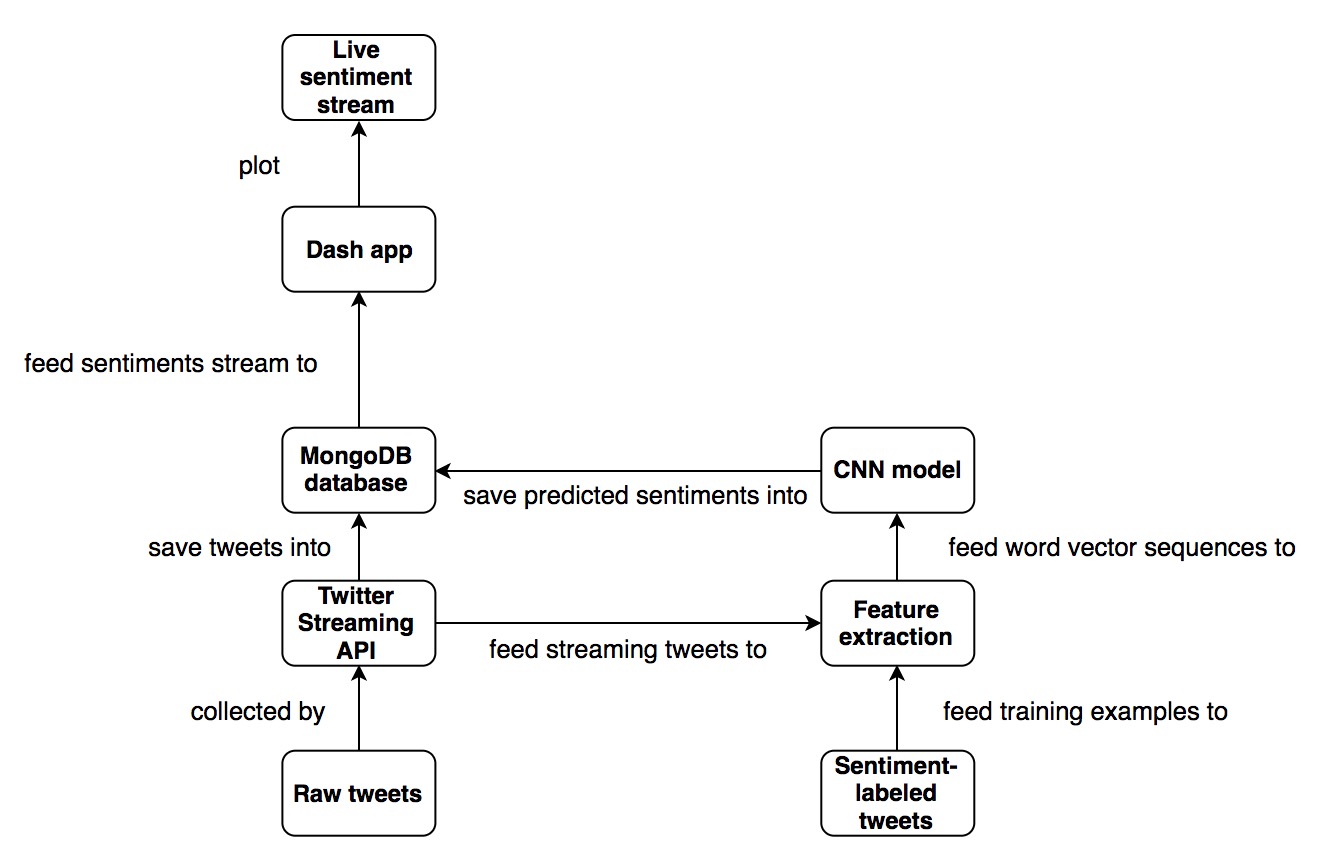 Live
sentiment
stream
plot
Dash app
feed sentiments stream to
MongoDB
database
CNN model
save predicted sentiments into
save tweets into
feed word vector sequences to
Twitter
Streaming
API
Feature
extraction
feed streaming tweets to
collected by
feed training examples to
Raw tweets
Sentiment-
labeled
tweets